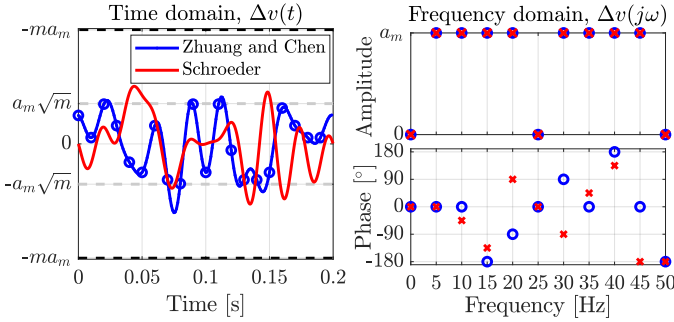 Time domain, Δv(t)
-ma_m
Zhuang and Chen
Schroeder
a_m√m
0
-a_m√m
-ma_m
0 0.05 0.1 0.15 0.2
Time [s]
Frequency domain, Δv(jω)
a_m
Amplitude
0
180
90
0
-90
-180
Phase [°]
0 5 10 15 20 25 30 35 40 45 50
Frequency [Hz]